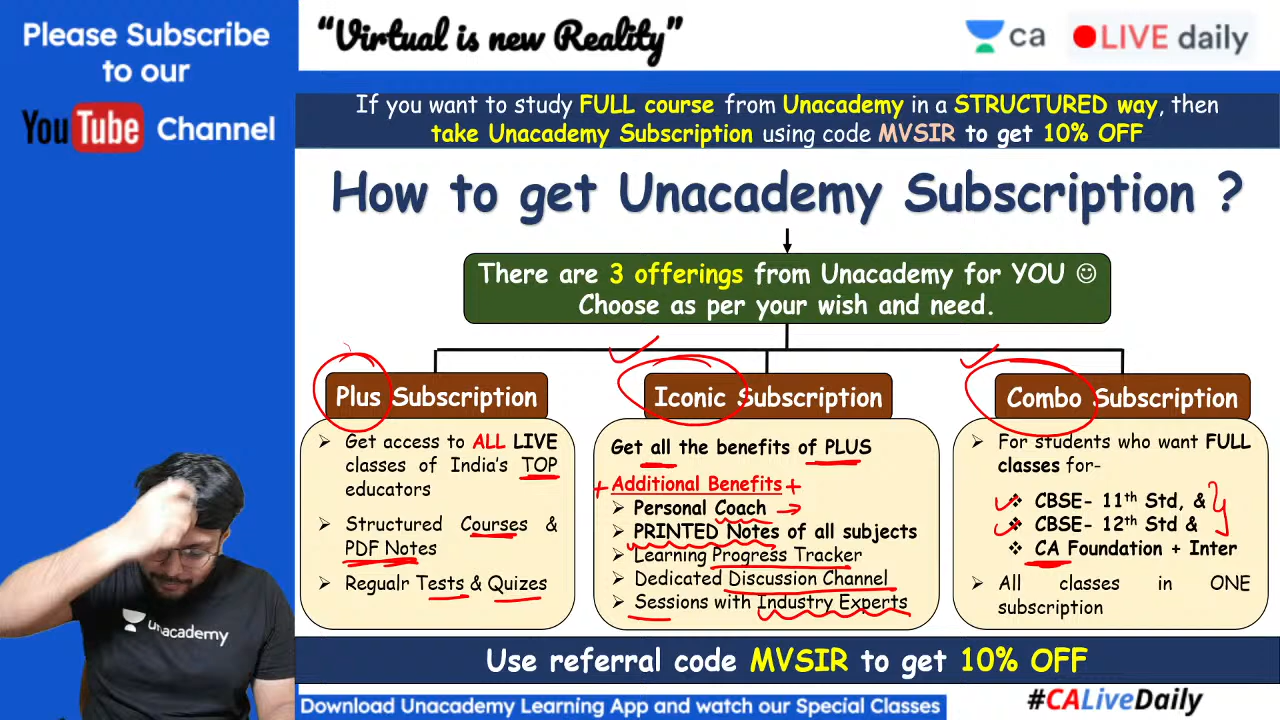 Please Subscribe
to our
YouTube Channel
“Virtual is new Reality”
ca LIVE daily
If you want to study FULL course from Unacademy in a STRUCTURED way, then
take Unacademy Subscription using code MVSIR to get 10% OFF
How to get Unacademy Subscription ?
There are 3 offerings from Unacademy for YOU ☺
Choose as per your wish and need.
Plus Subscription
Get access to ALL LIVE
classes of India's TOP
educators
Structured Courses &
PDF Notes
Regualr Tests & Quizes
Iconic Subscription
Get all the benefits of PLUS
+ Additional Benefits +
Personal Coach →
PRINTED Notes of all subjects
Learning Progress Tracker
Dedicated Discussion Channel
Sessions with Industry Experts
Combo Subscription
For students who want FULL
classes for-
CBSE- 11th Std, &
CBSE- 12th Std &
CA Foundation + Inter
All classes in ONE
subscription
unacademy
Use referral code MVSIR to get 10% OFF
Download Unacademy Learning App and watch our Special Classes
#CALiveDaily